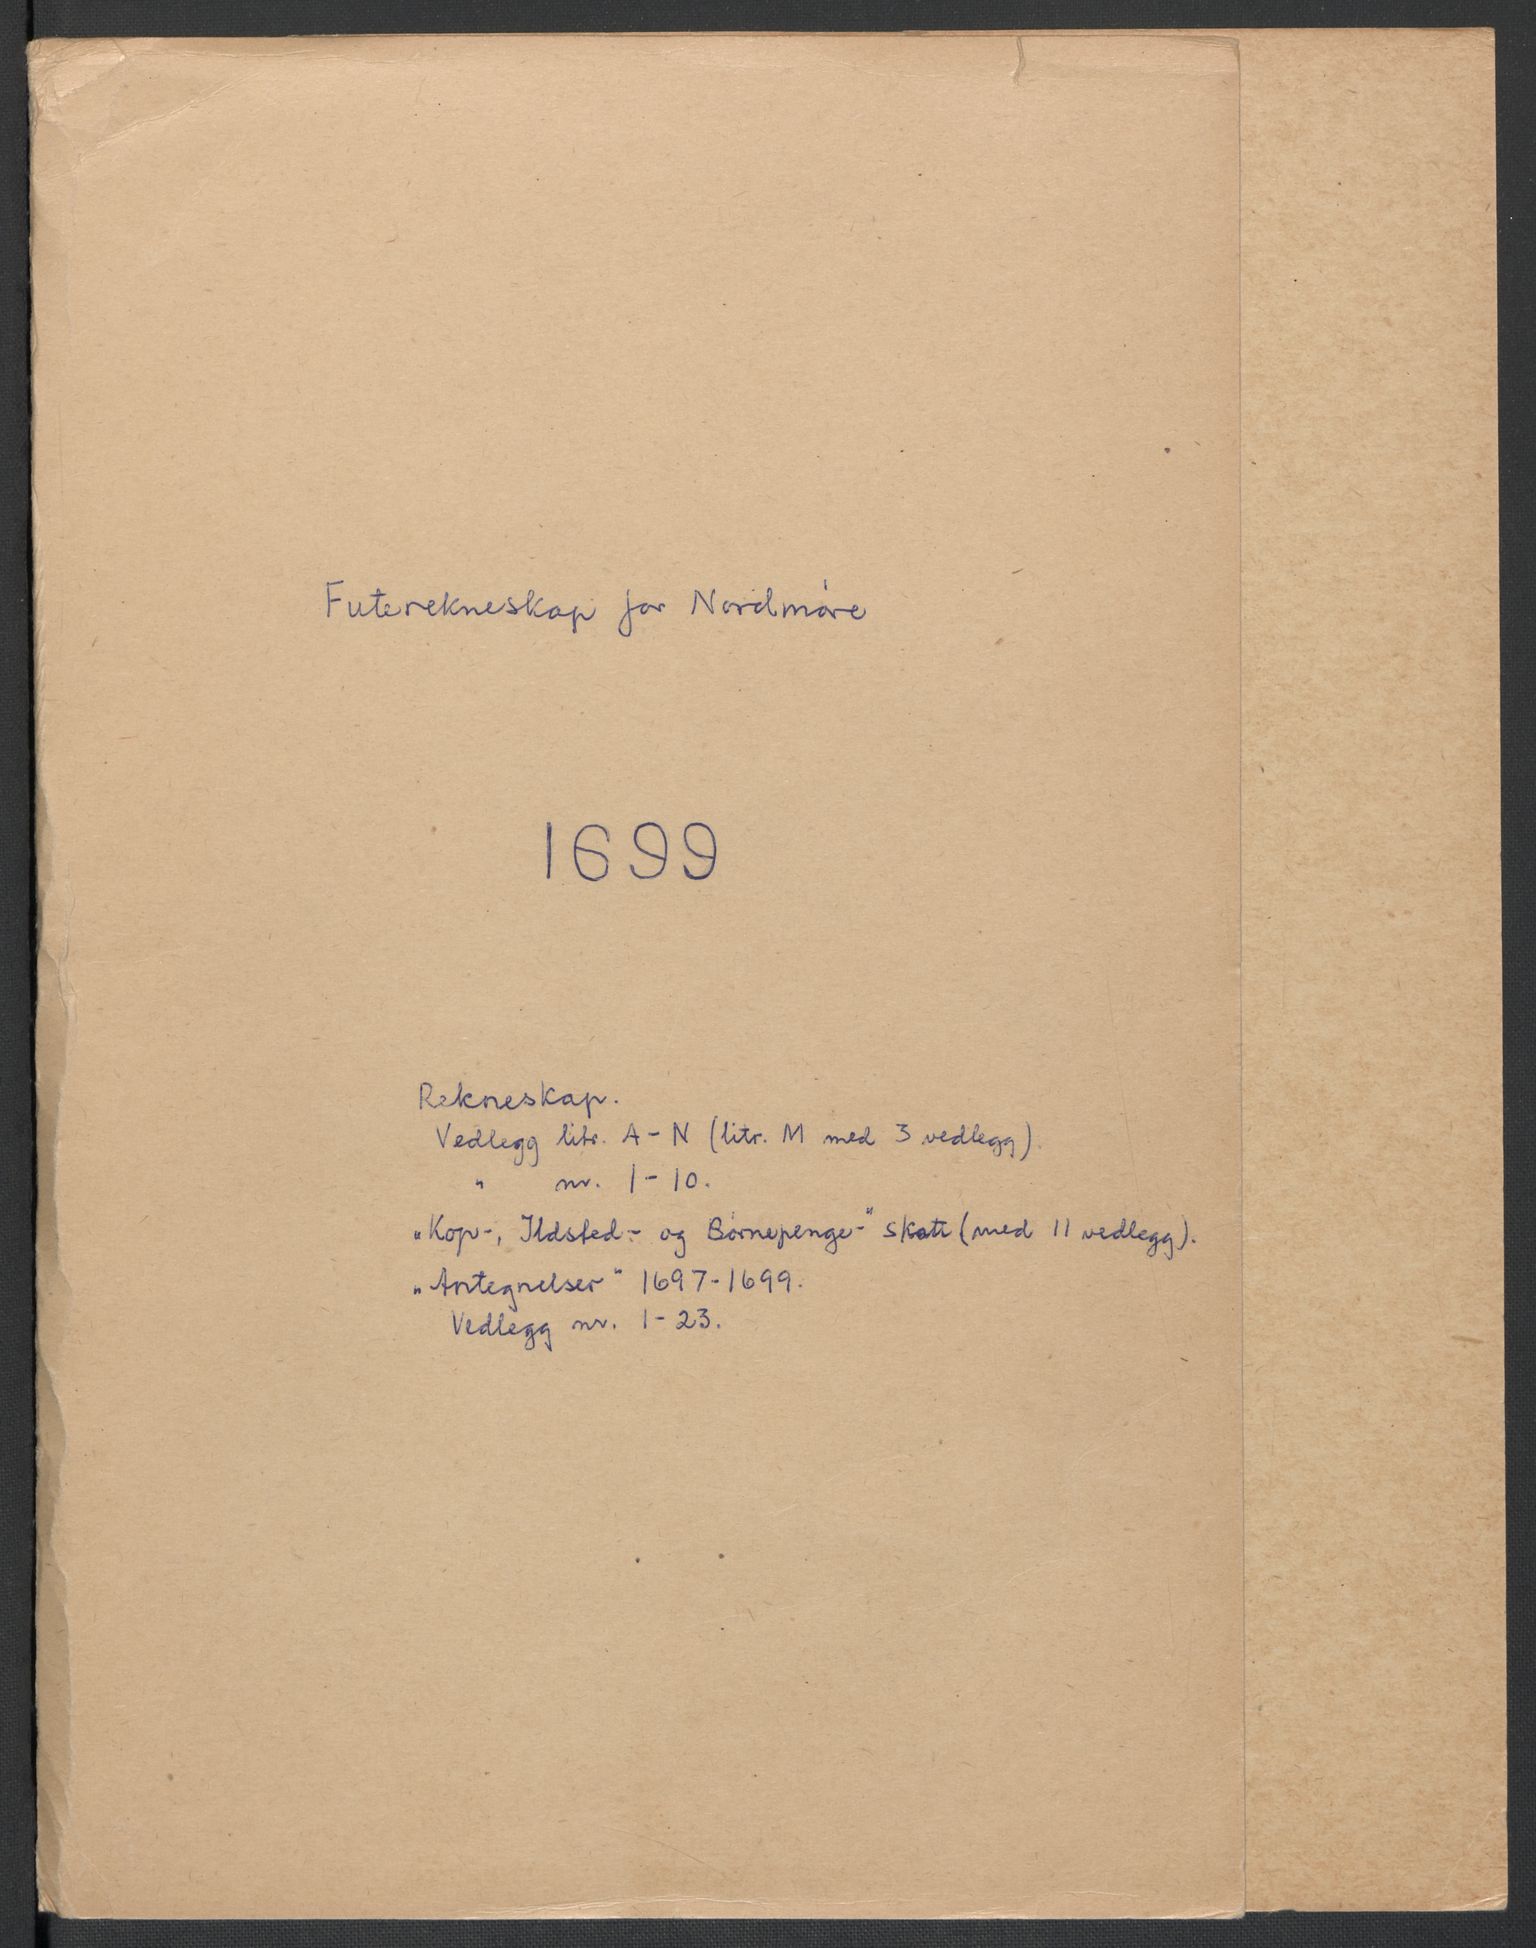 Futerekneskap for Nordmøre
1699
Rekneskap.
Vedlegg litr. A-N (litr. M med 3 vedlegg).
" nr. 1-10.
„Kop-, Ildsted- og Børnepenge-" skatt (med 11 vedlegg).
„Antegnelser" 1697-1699.
Vedlegg nr. 1-23.